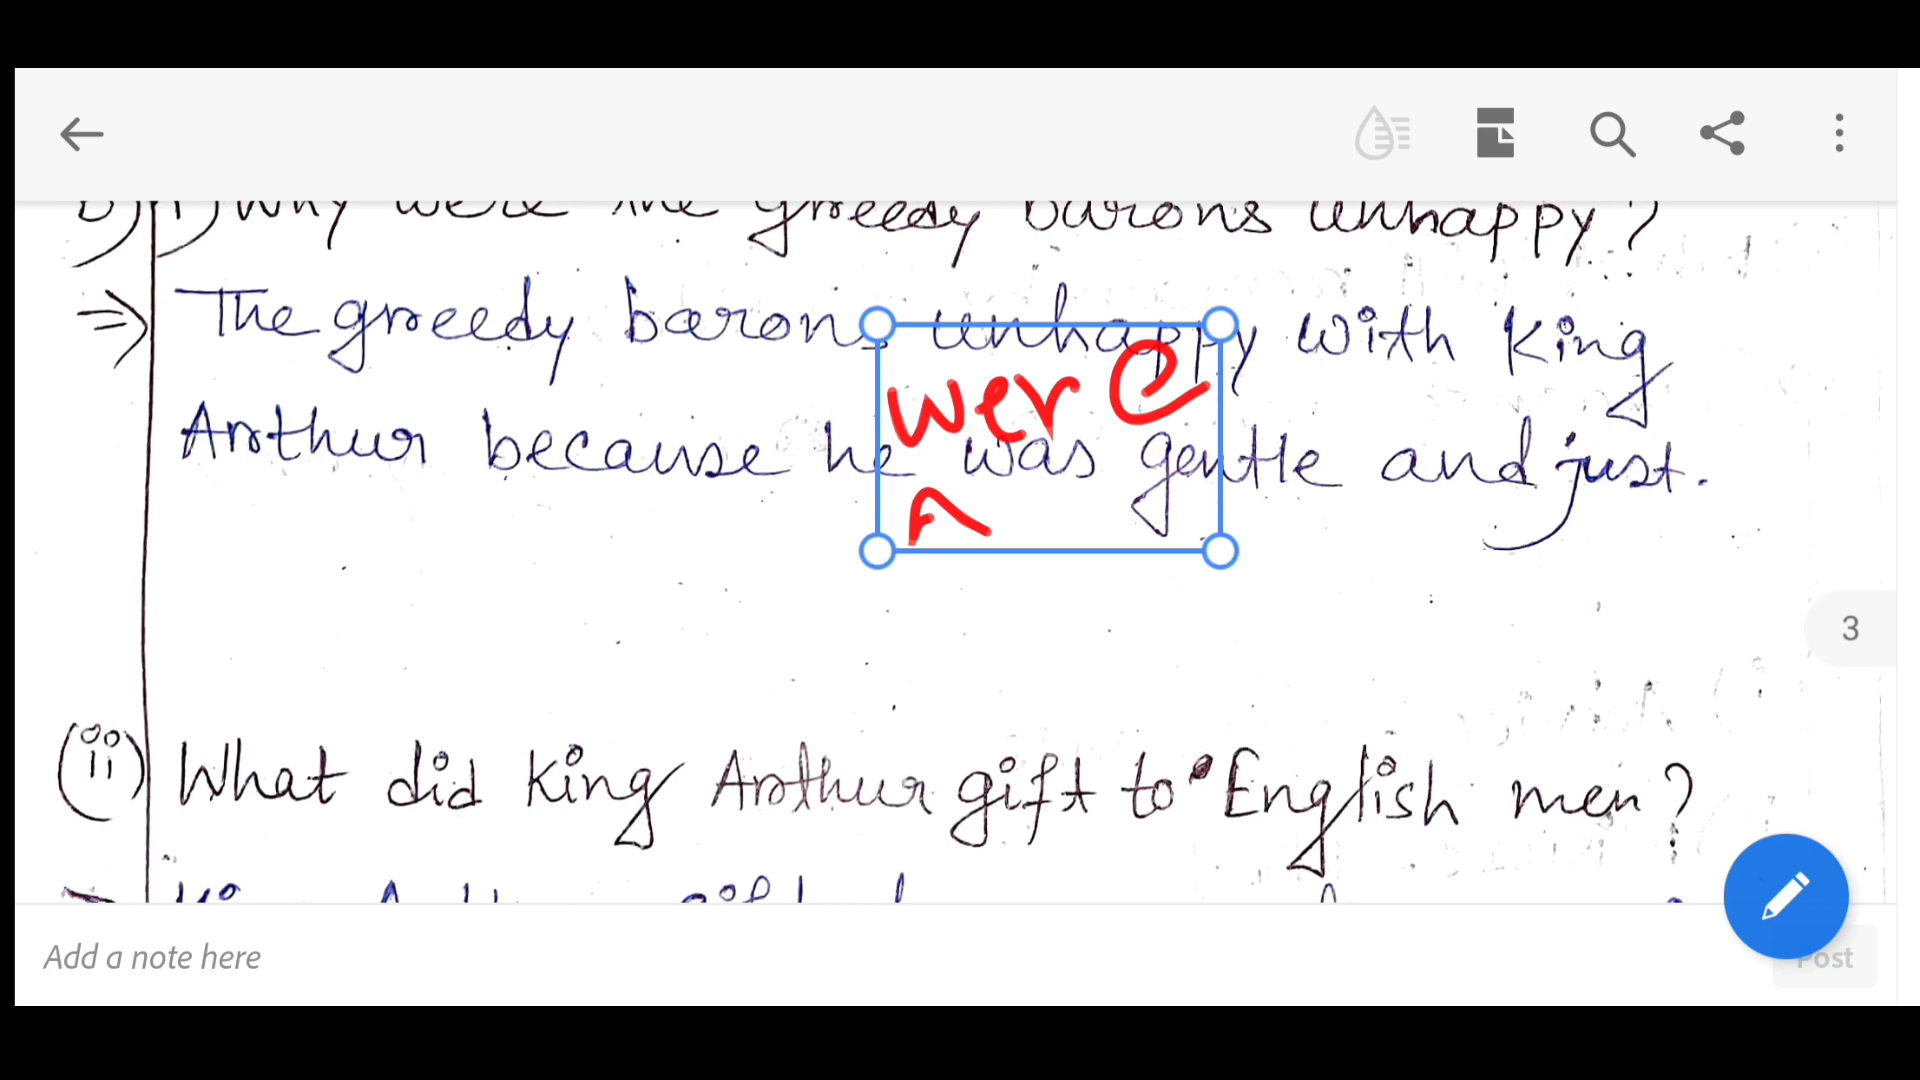 b) i) Why were the greedy barons unhappy?
⇒ The greedy barons unhappy with King
were
Arthur because he was gentle and just.
^
3
(ii) What did King Arthur gift to English men?
Add a note here
Post